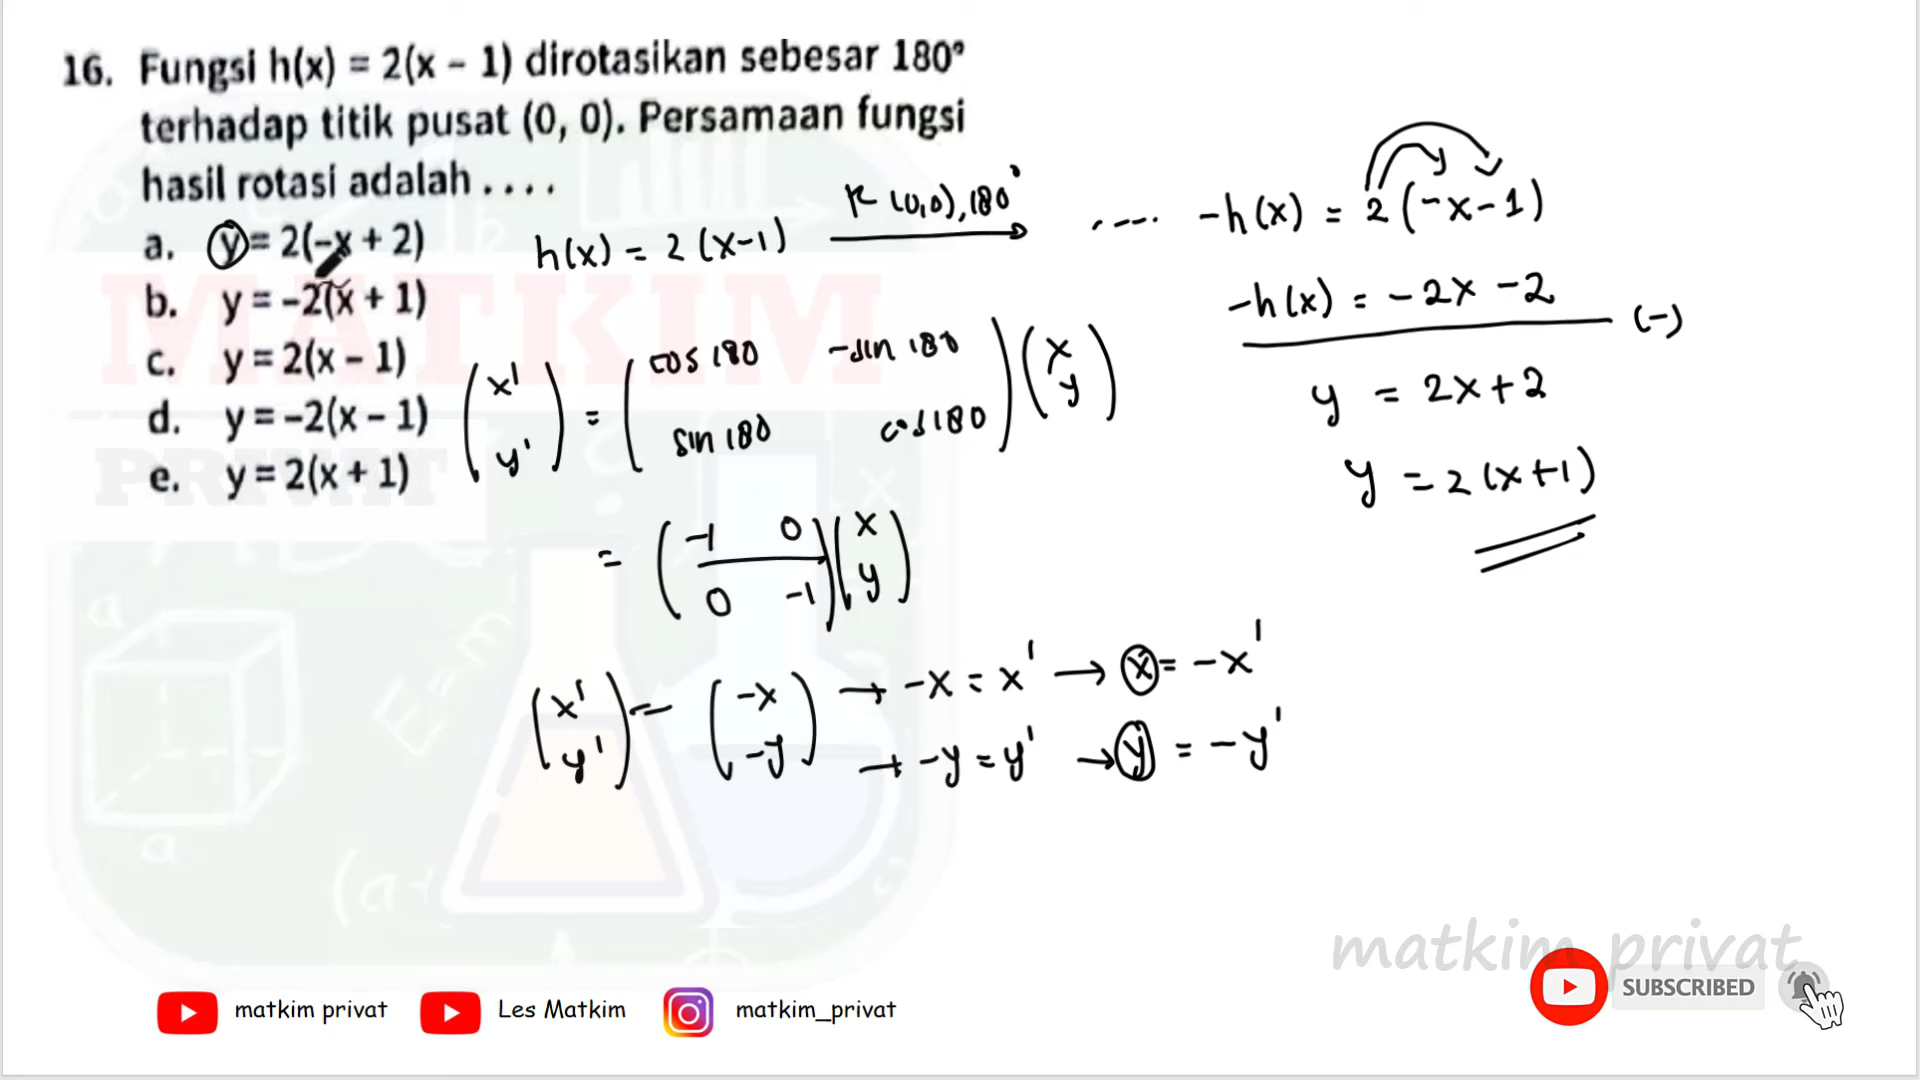 16. Fungsi h(x) = 2(x – 1) dirotasikan sebesar 180°
terhadap titik pusat (0, 0). Persamaan fungsi
hasil rotasi adalah . . . .
a. y = 2(–x + 2)
b. y = –2(x + 1)
c. y = 2(x – 1)
d. y = –2(x – 1)
e. y = 2(x + 1)
h(x) = 2 (x-1) R (0,0), 180° .... -h(x) = 2 (-x-1)
-h(x) = -2x -2 (-)
y = 2x+2
y = 2 (x+1)
(x' y') = (cos 180 -sin 180 sin 180 cos 180) (x y)
= (-1 0 0 -1) (x y)
(x' y') = (-x -y) → -x = x' → x = -x'
→ -y = y' → y = -y'
MATKIM
PRIVAT
a
a
E=m
(a+
matkim privat
matkim privat Les Matkim matkim_privat SUBSCRIBED